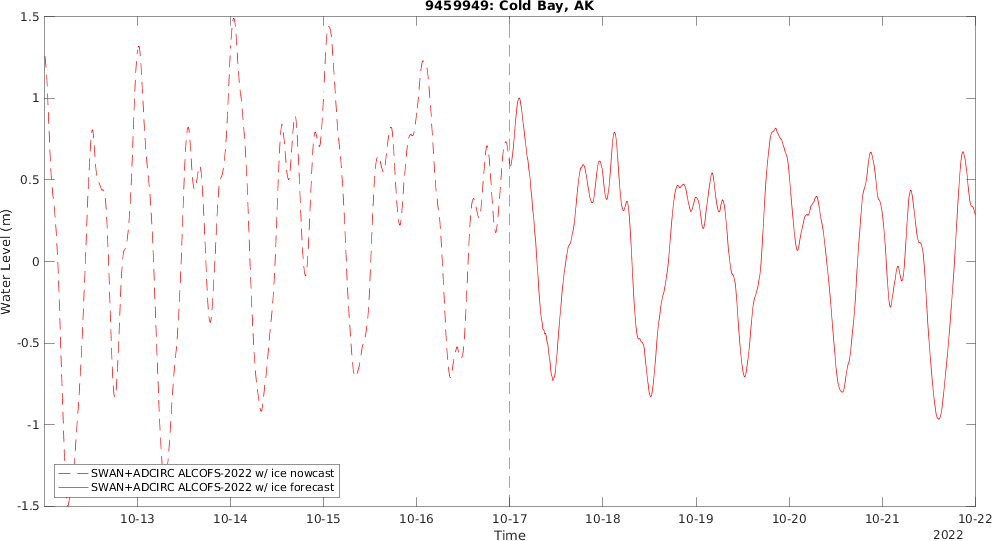 9459949: Cold Bay, AK
1.5
1
0.5
0
-0.5
-1
-1.5
Water Level (m)
SWAN+ADCIRC ALCOFS-2022 w/ ice nowcast
SWAN+ADCIRC ALCOFS-2022 w/ ice forecast
10-13 10-14 10-15 10-16 10-17 10-18 10-19 10-20 10-21 10-22
Time
2022